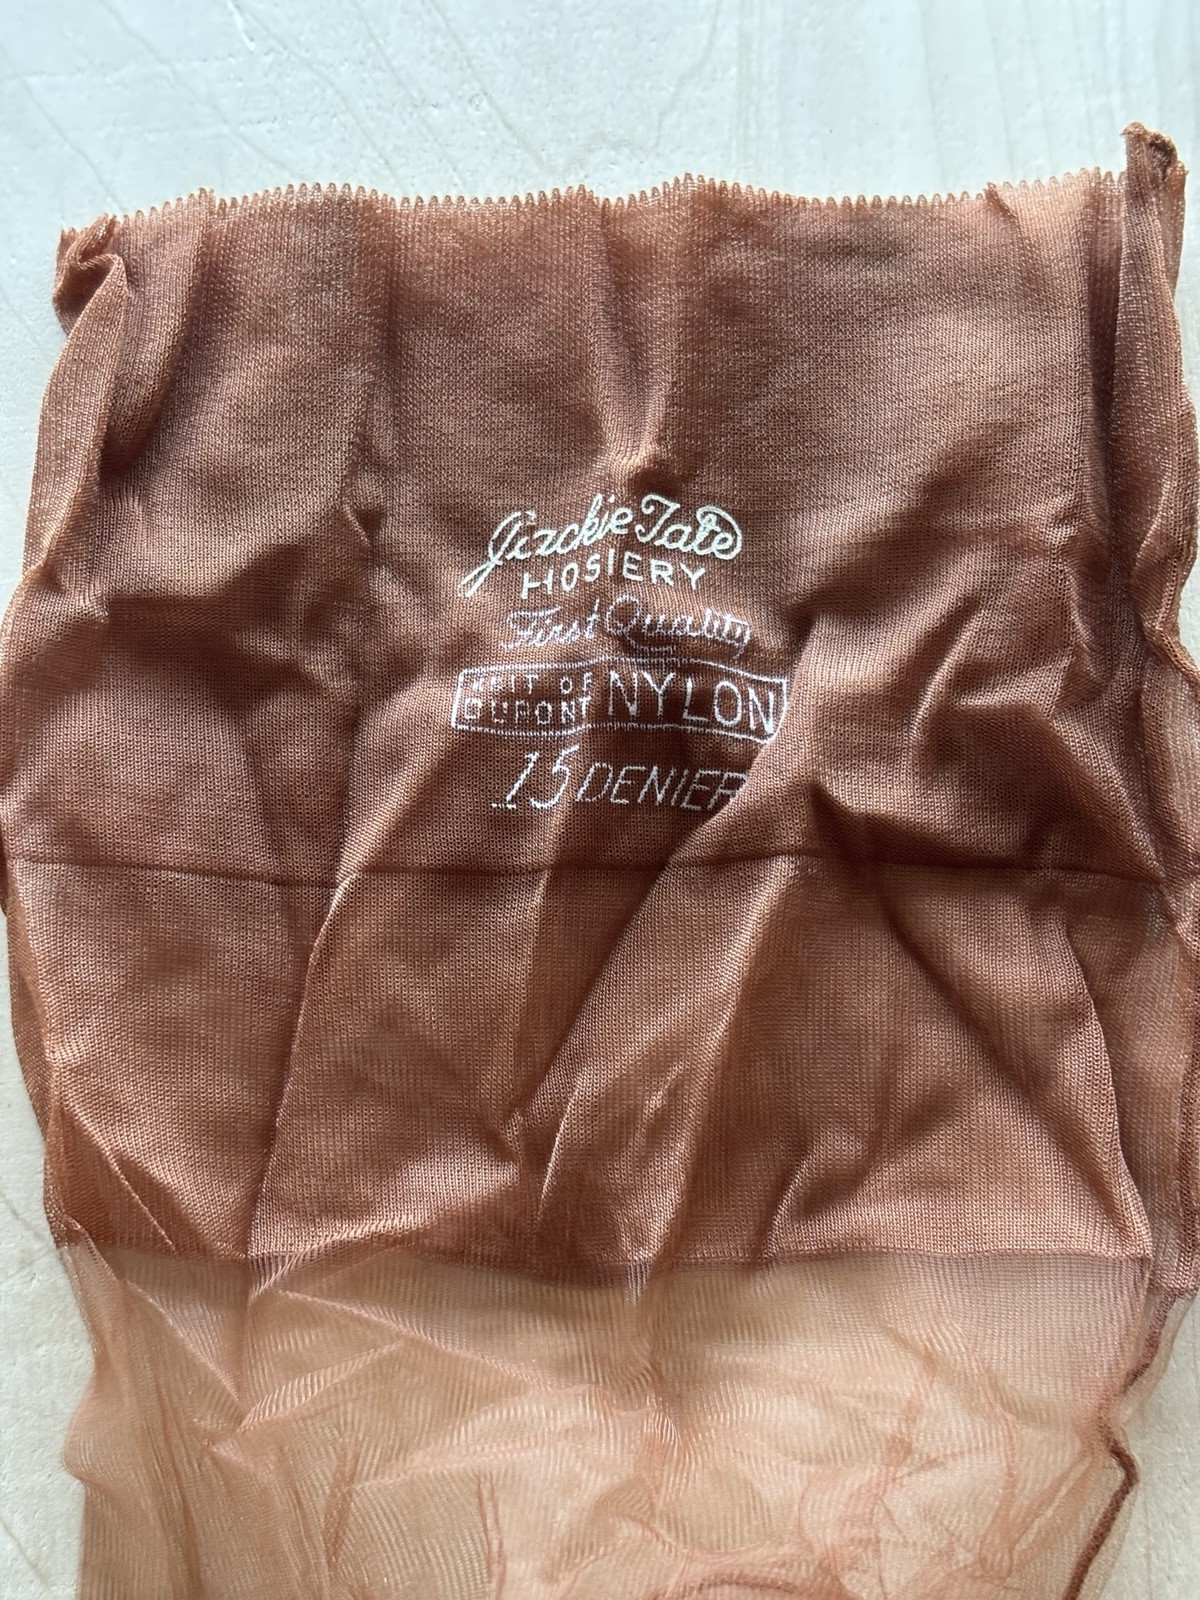 Jackie Tate
HOSIERY
First Quality
KNIT OF
DUPONT NYLON
15 DENIER